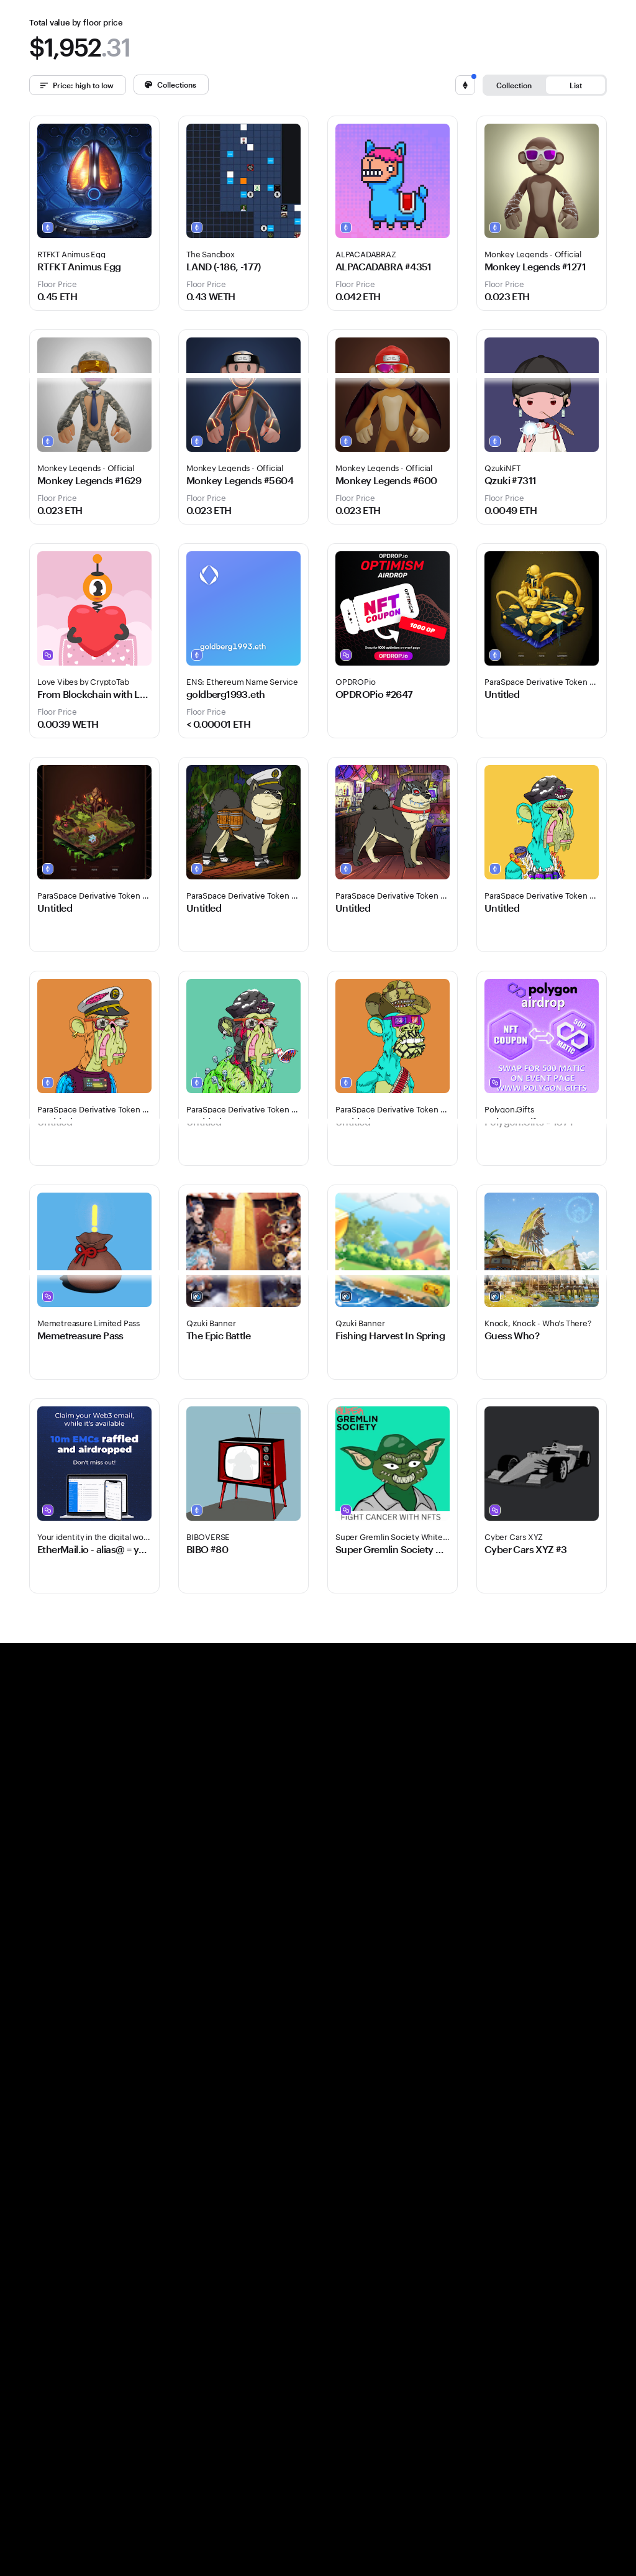 Total value by floor price
$1,952.31
Price: high to low
Collections
Collection
List
RTFKT Animus Egg
RTFKT Animus Egg
Floor Price
0.45 ETH
The Sandbox
LAND (-186, -177)
Floor Price
0.43 WETH
ALPACADABRAZ
ALPACADABRA #4351
Floor Price
0.042 ETH
Monkey Legends - Official
Monkey Legends #1271
Floor Price
0.023 ETH
Monkey Legends - Official
Monkey Legends #1629
Floor Price
0.023 ETH
Monkey Legends - Official
Monkey Legends #5604
Floor Price
0.023 ETH
Monkey Legends - Official
Monkey Legends #600
Floor Price
0.023 ETH
QzukiNFT
Qzuki #7311
Floor Price
0.0049 ETH
Love Vibes by CryptoTab
From Blockchain with L...
Floor Price
0.0039 WETH
goldberg1993.eth
ENS: Ethereum Name Service
goldberg1993.eth
Floor Price
< 0.00001 ETH
OPDROP.io
OPTIMISM
AIRDROP
NFT
COUPON
1000 OP
OPDROP.io
OPDROPio
OPDROPio #2647
ParaSpace Derivative Token ...
Untitled
ParaSpace Derivative Token ...
Untitled
ParaSpace Derivative Token ...
Untitled
ParaSpace Derivative Token ...
Untitled
ParaSpace Derivative Token ...
Untitled
ParaSpace Derivative Token ...
ParaSpace Derivative Token ...
ParaSpace Derivative Token ...
polygon
airdrop
NFT
COUPON
500
MATIC
SWAP FOR 500 MATIC
ON EVENT PAGE
WWW.POLYGON.GIFTS
Polygon.Gifts
Memetreasure Limited Pass
Memetreasure Pass
Qzuki Banner
The Epic Battle
Qzuki Banner
Fishing Harvest In Spring
Knock, Knock - Who's There?
Guess Who?
Claim your Web3 email,
while it's available
10m EMCs raffled
and airdropped
Don't miss out!
Your identity in the digital wo...
EtherMail.io - alias@ = y...
BIBOVERSE
BIBO #80
GREMLIN
SOCIETY
FIGHT CANCER WITH NFTS
Super Gremlin Society White...
Super Gremlin Society ...
Cyber Cars XYZ
Cyber Cars XYZ #3